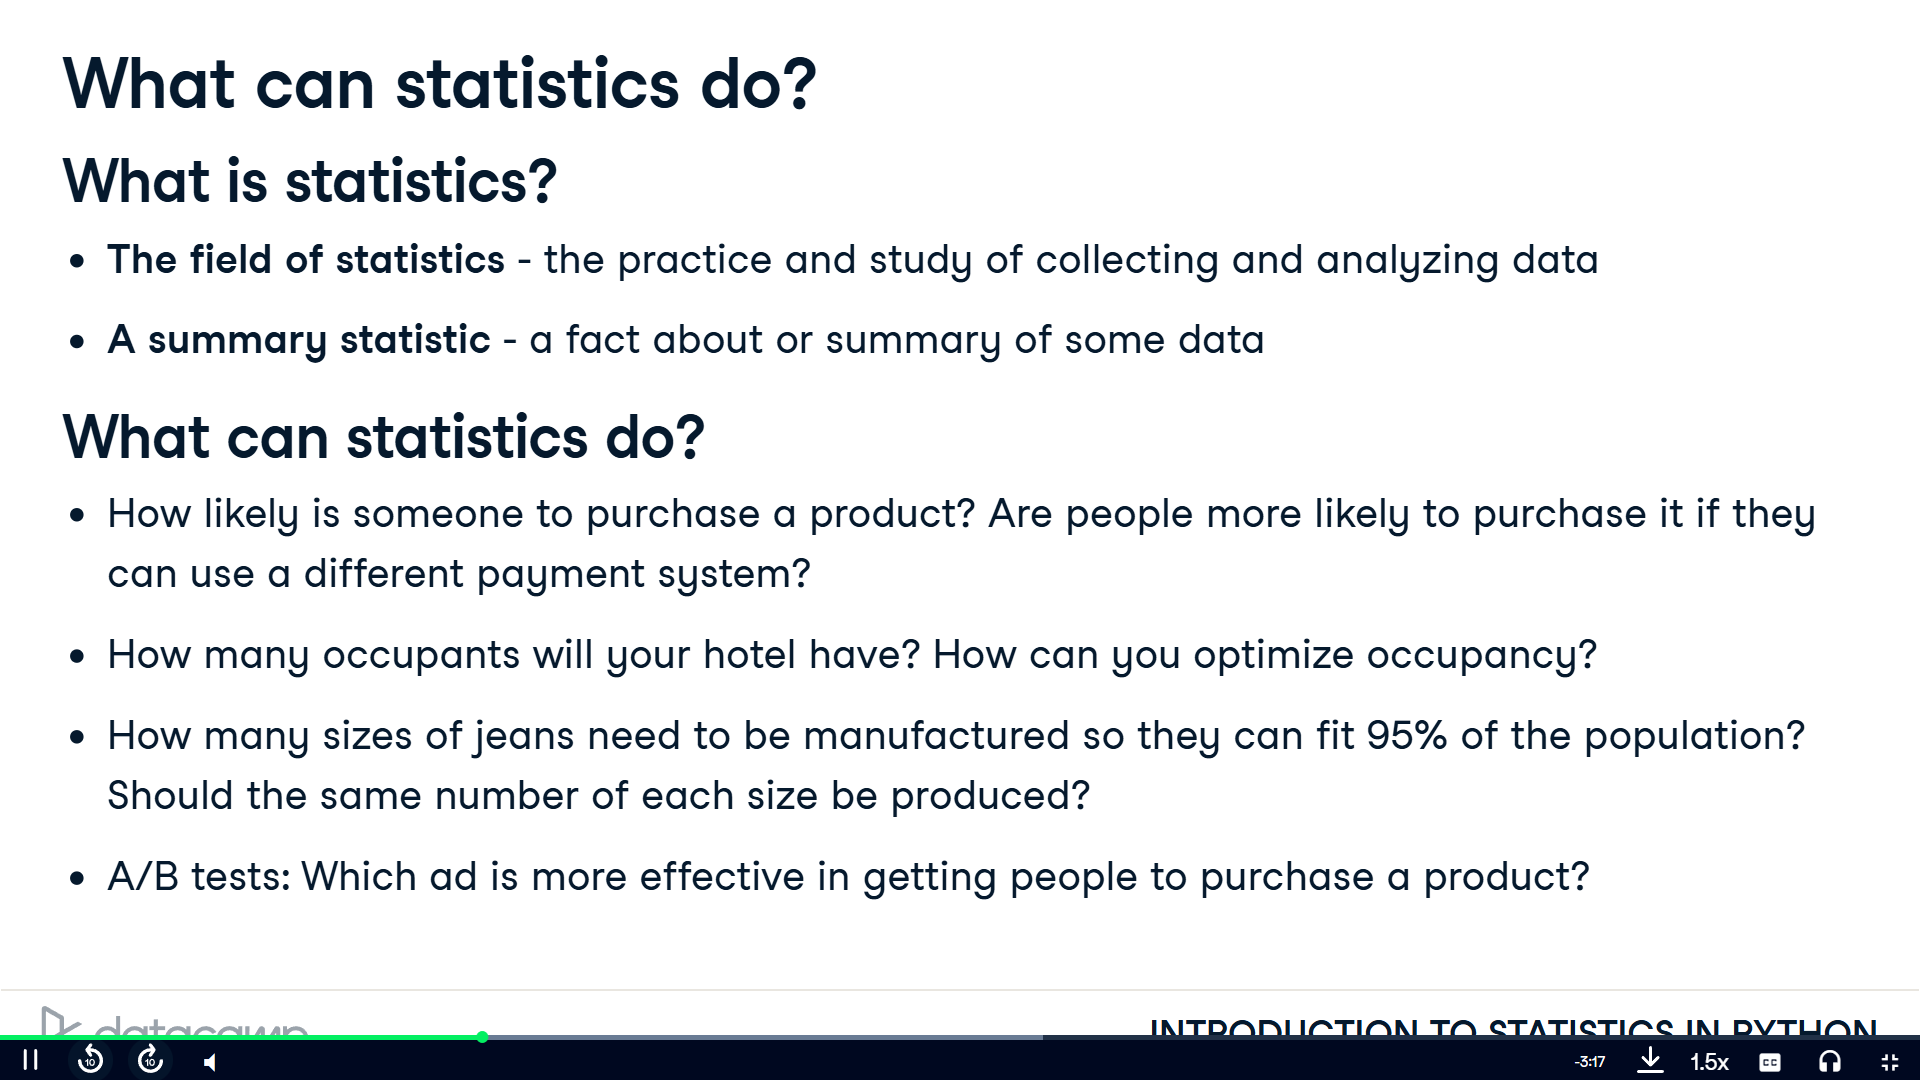 What can statistics do?
What is statistics?
• The field of statistics - the practice and study of collecting and analyzing data
• A summary statistic - a fact about or summary of some data
What can statistics do?
• How likely is someone to purchase a product? Are people more likely to purchase it if they
can use a different payment system?
• How many occupants will your hotel have? How can you optimize occupancy?
• How many sizes of jeans need to be manufactured so they can fit 95% of the population?
Should the same number of each size be produced?
• A/B tests: Which ad is more effective in getting people to purchase a product?
datacamp
INTRODUCTION TO STATISTICS IN PYTHON
10
10
-3:17
1.5x
CC